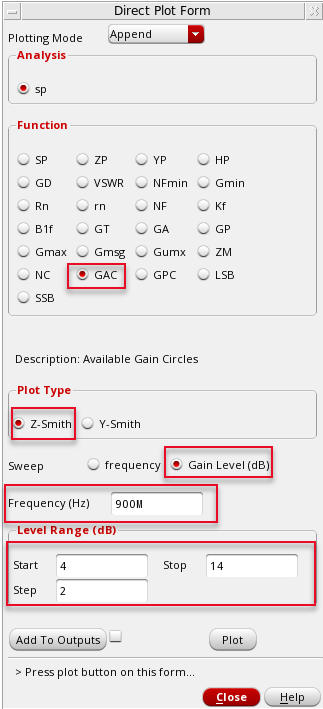 Direct Plot Form
Plotting Mode Append
Analysis
sp
Function
SP ZP YP HP
GD VSWR NFmin Gmin
Rn rn NF Kf
B1f GT GA GP
Gmax Gmsg Gumx ZM
NC GAC GPC LSB
SSB
Description: Available Gain Circles
Plot Type
Z-Smith Y-Smith
Sweep frequency Gain Level (dB)
Frequency (Hz) 900M
Level Range (dB)
Start 4 Stop 14
Step 2
Add To Outputs Plot
> Press plot button on this form...
Close Help